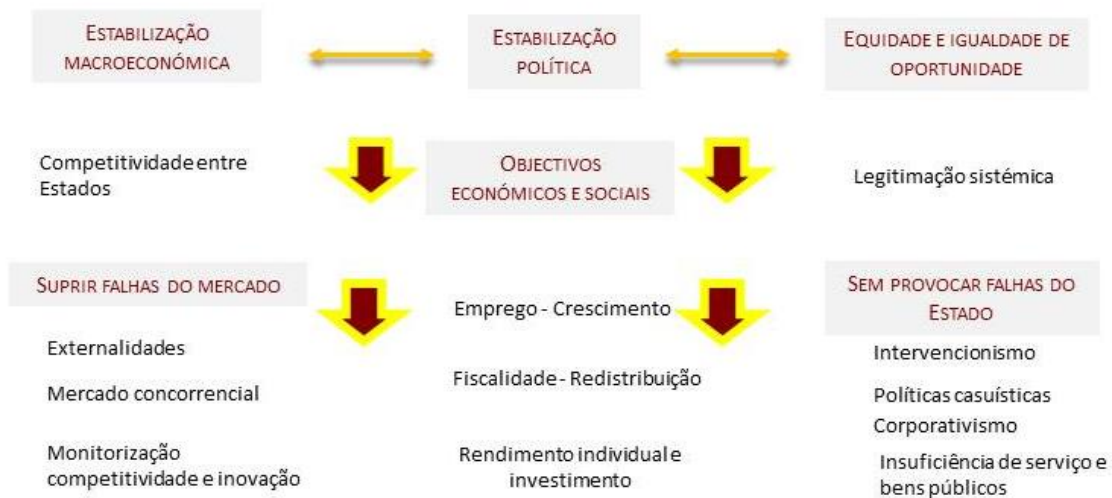 ESTABILIZAÇÃO
MACROECONÓMICA
ESTABILIZAÇÃO
POLÍTICA
EQUIDADE E IGUALDADE DE
OPORTUNIDADE
Competitividade entre
Estados
OBJECTIVOS
ECONÓMICOS E SOCIAIS
Legitimação sistémica
SUPRIR FALHAS DO MERCADO
Externalidades
Mercado concorrencial
Monitorização
competitividade e inovação
Emprego - Crescimento
Fiscalidade - Redistribuição
Rendimento individual e
investimento
SEM PROVOCAR FALHAS DO
ESTADO
Intervencionismo
Políticas casuísticas
Corporativismo
Insuficiência de serviço e
bens públicos